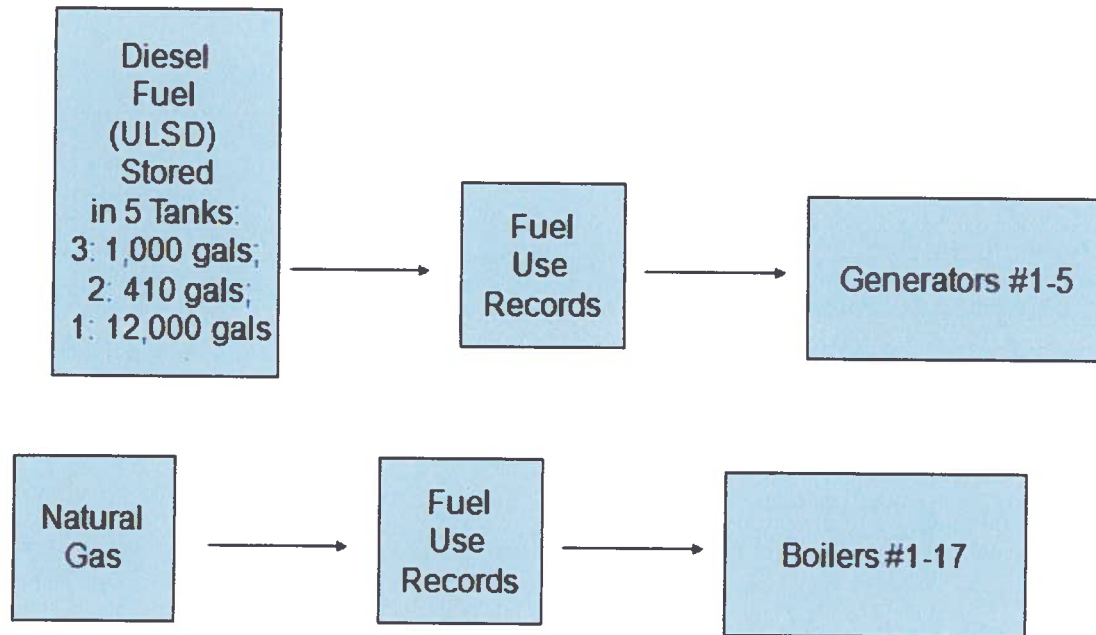 Diesel
Fuel
(ULSD)
Stored
in 5 Tanks:
3: 1,000 gals;
2: 410 gals;
1: 12,000 gals
Fuel
Use
Records
Generators #1-5
Natural
Gas
Fuel
Use
Records
Boilers #1-17